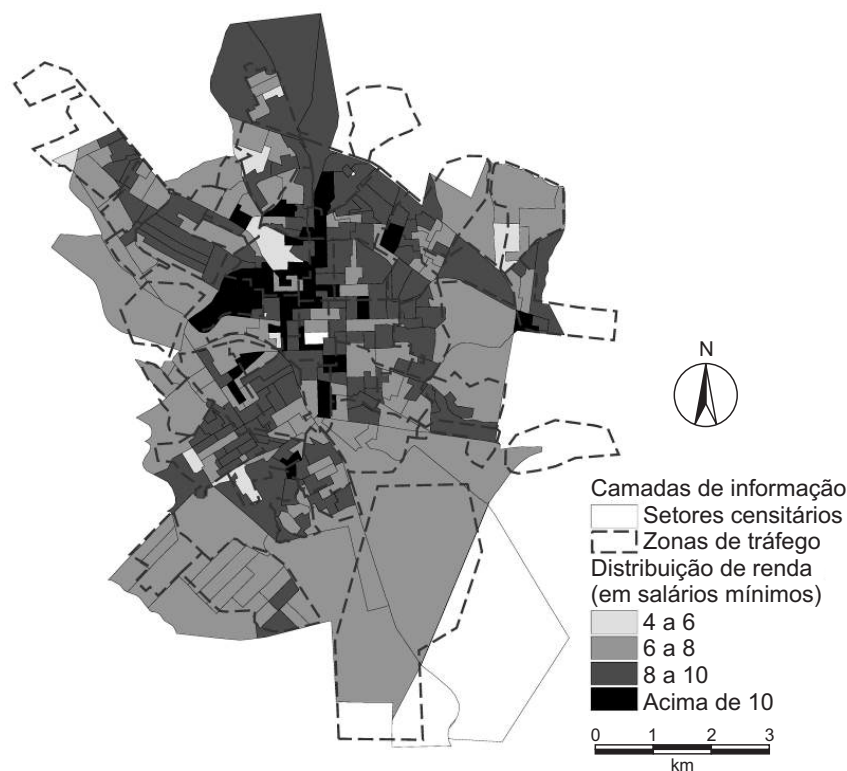 N
Camadas de informação
Setores censitários
Zonas de tráfego
Distribuição de renda
(em salários mínimos)
4 a 6
6 a 8
8 a 10
Acima de 10
0 1 2 3
km